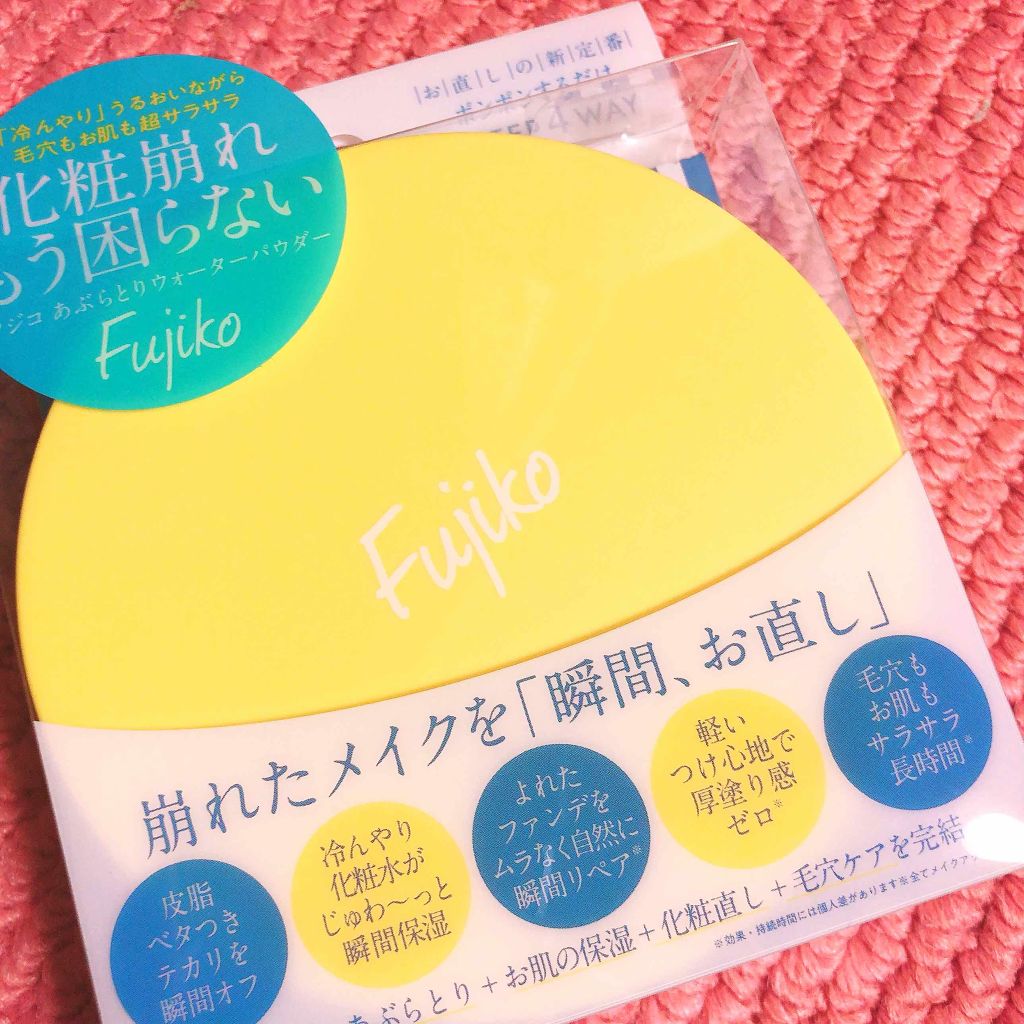 |お|直|し|の|新|定|番|
ポンポンするだけ
4 WAY
「冷んやり」うるおいながら
毛穴もお肌も超サラサラ
化粧崩れ
もう困らない
フジコ あぶらとりウォーターパウダー
Fujiko
Fujiko
崩れたメイクを「瞬間、お直し」
皮脂
ベタつき
テカリを
瞬間オフ
冷んやり
化粧水が
じゅわ〜っと
瞬間保湿
よれた
ファンデを
ムラなく自然に
瞬間リペア※
軽い
つけ心地で
厚塗り感
ゼロ※
毛穴も
お肌も
サラサラ
長時間※
あぶらとり+お肌の保湿+化粧直し+毛穴ケアを完結
※効果・持続時間には個人差があります※全てメイクア